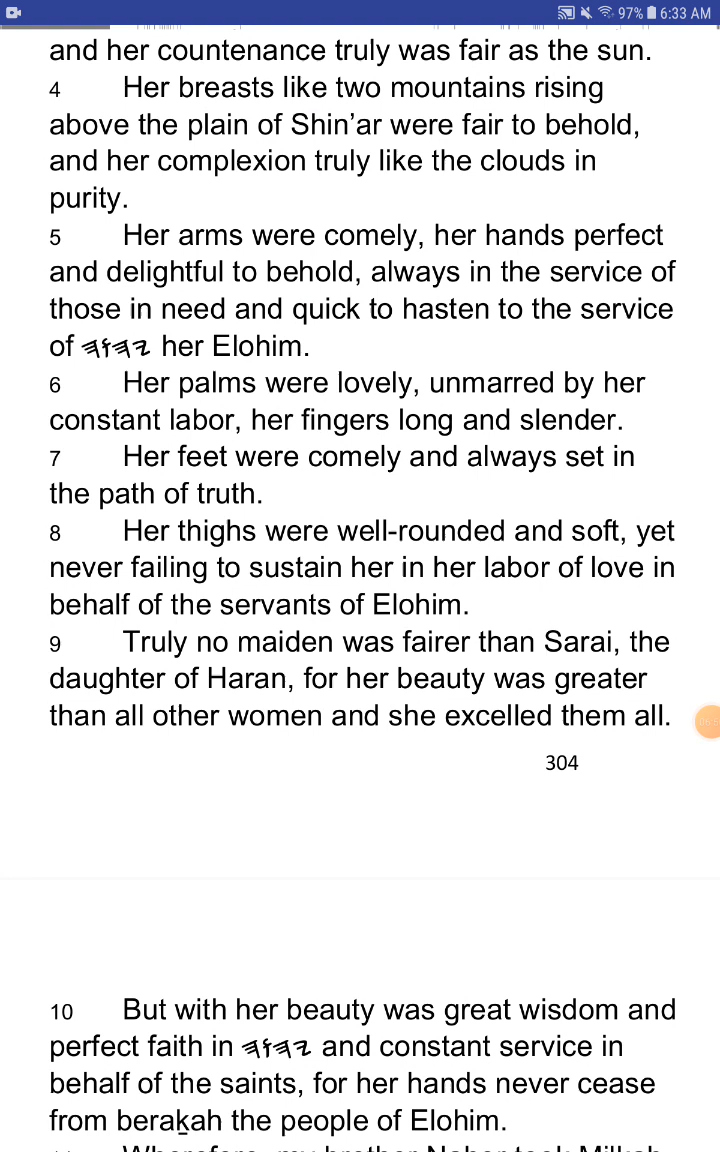 97% 6:33 AM
and her countenance truly was fair as the sun.
4 Her breasts like two mountains rising
above the plain of Shin’ar were fair to behold,
and her complexion truly like the clouds in
purity.
5 Her arms were comely, her hands perfect
and delightful to behold, always in the service of
those in need and quick to hasten to the service
of 𐤉𐤄𐤅𐤄 her Elohim.
6 Her palms were lovely, unmarred by her
constant labor, her fingers long and slender.
7 Her feet were comely and always set in
the path of truth.
8 Her thighs were well-rounded and soft, yet
never failing to sustain her in her labor of love in
behalf of the servants of Elohim.
9 Truly no maiden was fairer than Sarai, the
daughter of Haran, for her beauty was greater
than all other women and she excelled them all.
304
10 But with her beauty was great wisdom and
perfect faith in 𐤉𐤄𐤅𐤄 and constant service in
behalf of the saints, for her hands never cease
from beraḵah the people of Elohim.
Wherefore, my brother Nahor took Milkah